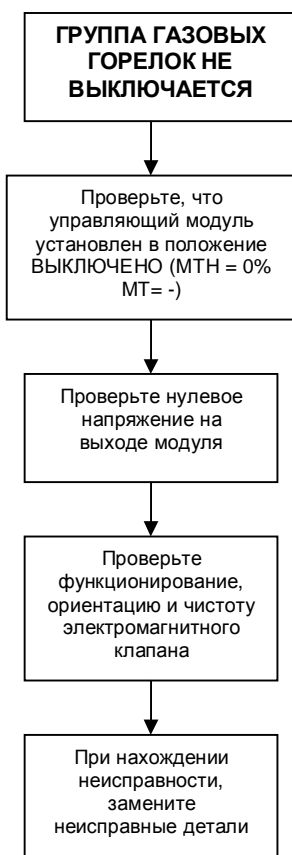 ГРУППА ГАЗОВЫХ
ГОРЕЛОК НЕ
ВЫКЛЮЧАЕТСЯ
Проверьте, что
управляющий модуль
установлен в положение
ВЫКЛЮЧЕНО (МТН = 0%
МТ= -)
Проверьте нулевое
напряжение на
выходе модуля
Проверьте
функционирование,
ориентацию и чистоту
электромагнитного
клапана
При нахождении
неисправности,
замените
неисправные детали